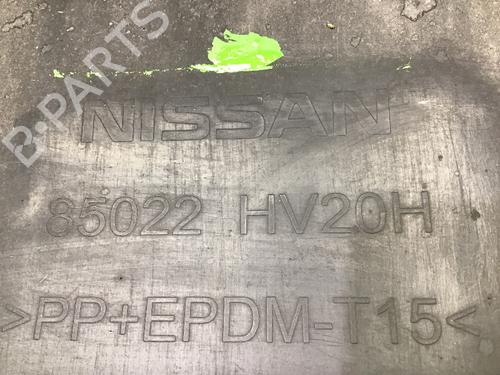 B-PARTS
NISSAN
85022 HV20H
>PP+EPDM-T15<